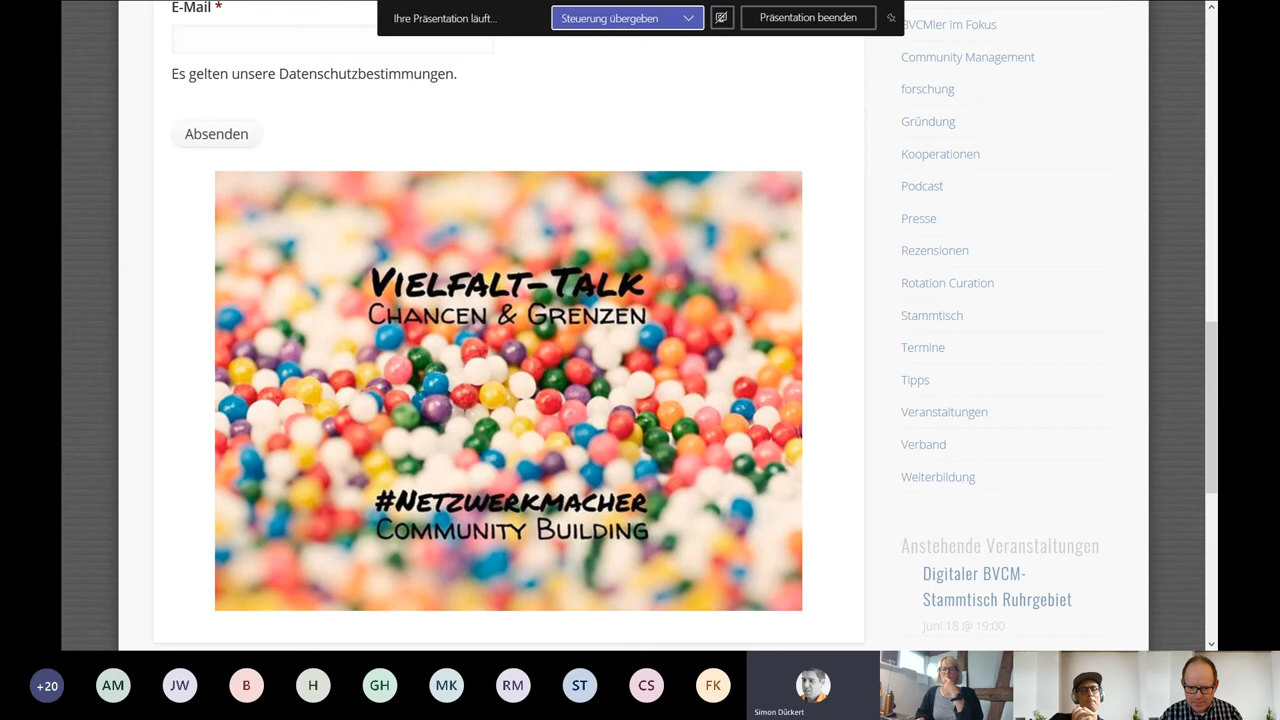 E-Mail *
Ihre Präsentation läuft...
Steuerung übergeben
Präsentation beenden
Es gelten unsere Datenschutzbestimmungen.
Absenden
VIELFALT-TALK
CHANCEN & GRENZEN
#NETZWERKMACHER
COMMUNITY BUILDING
BVCMler im Fokus
Community Management
forschung
Gründung
Kooperationen
Podcast
Presse
Rezensionen
Rotation Curation
Stammtisch
Termine
Tipps
Veranstaltungen
Verband
Weiterbildung
Anstehende Veranstaltungen
Digitaler BVCM-
Stammtisch Ruhrgebiet
Juni 18 @ 19:00
+20
AM
JW
B
H
GH
MK
RM
ST
CS
FK
Simon Dückert